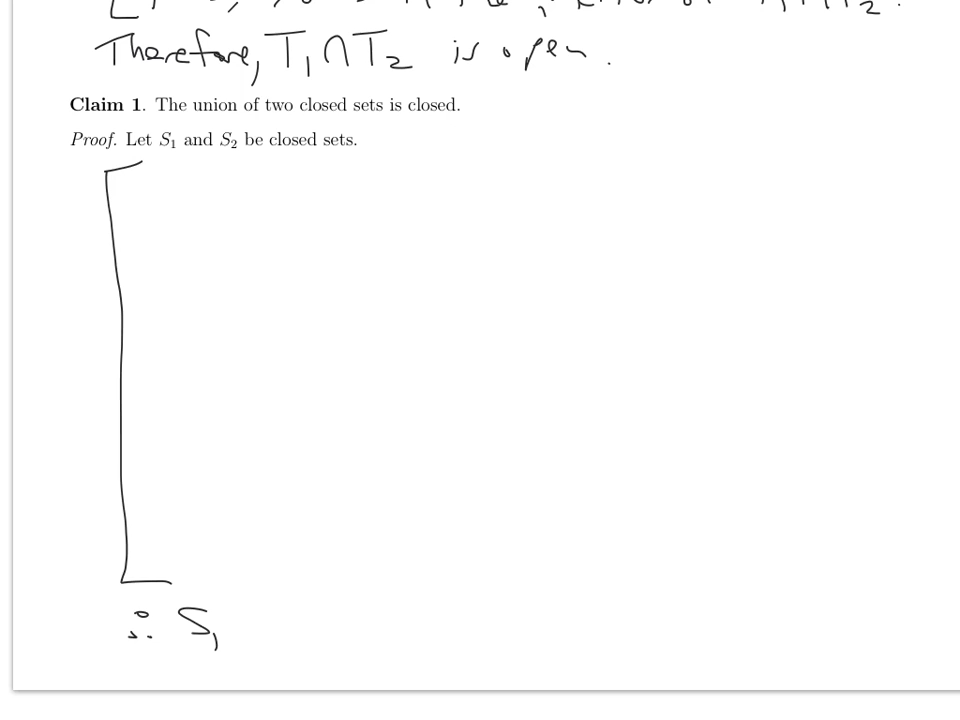 Therefore, T₁∩T₂ is open.
Claim 1. The union of two closed sets is closed.
Proof. Let S₁ and S₂ be closed sets.
∴ S₁